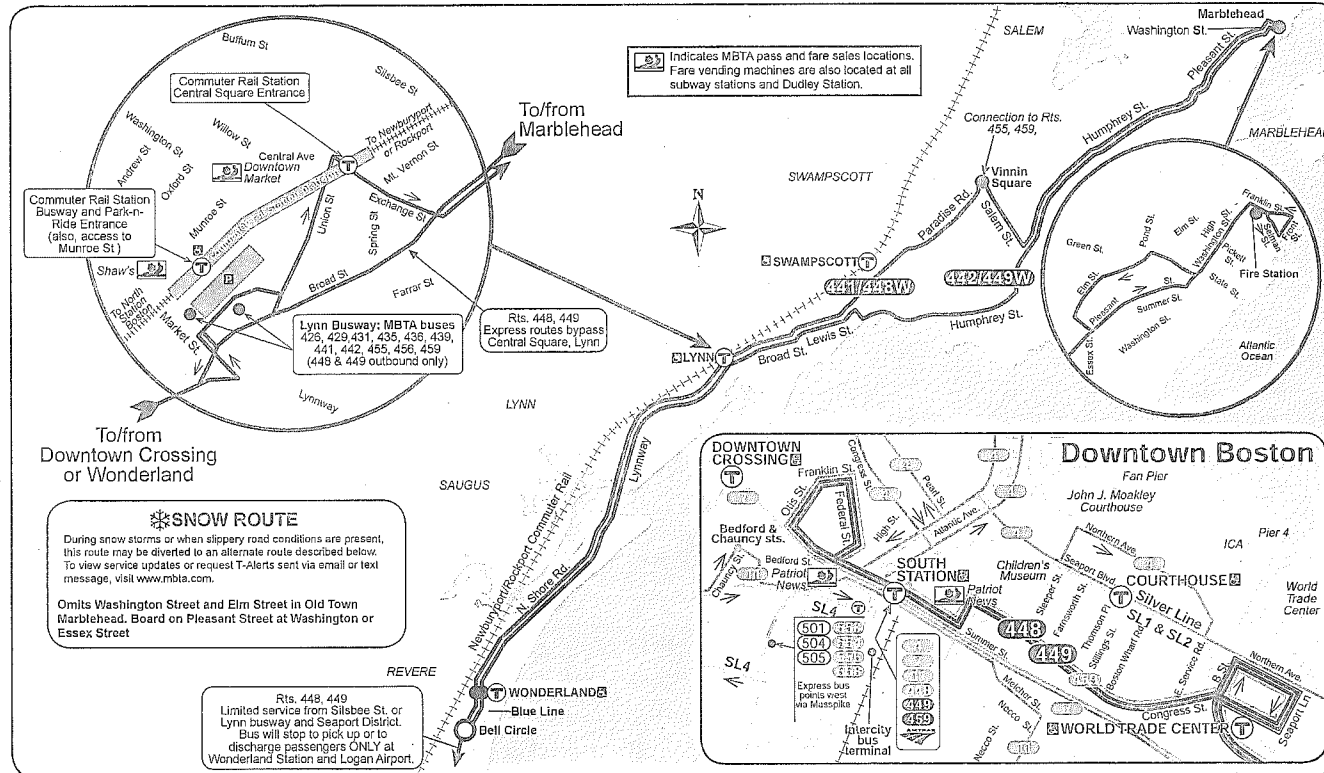 Buffum St
Silsbee St
Commuter Rail Station
Central Square Entrance
To/from
Marblehead
Washington St
Willow St
Andrew St
Oxford St
Central Ave
Downtown
Market
To Newburyport
or Rockport
Mt. Vernon St
Commuter Rail Station
Busway and Park-n-
Ride Entrance
(also, access to
Munroe St )
Munroe St
Union St
Exchange St
Spring St
Shaw's
T
B
Broad St
Farrar St
To North
Station
Boston
Market St.
Lynn Busway: MBTA buses
426, 429,431, 435, 436, 439,
441, 442, 455, 456, 459
(448 & 449 outbound only)
Rts. 448, 449
Express routes bypass
Central Square, Lynn
Lynnway
To/from
Downtown Crossing
or Wonderland
Indicates MBTA pass and fare sales locations.
Fare vending machines are also located at all
subway stations and Dudley Station.
SALEM
Marblehead
Washington St.
Pleasant St.
Humphrey St.
Connection to Rts.
455, 459,
MARBLEHEAD
SWAMPSCOTT
Vinnin
Square
Paradise Rd.
Salem St.
N
SWAMPSCOTT T
441/448W
442/449W
Humphrey St.
Lewis St.
Broad St.
LYNN T
LYNN
Franklin St.
Front St.
High
Washington St.
Elm St.
Pond St.
Green St.
Pickett
Fire Station
State St.
Elm St.
Pleasant
St.
Summer St.
Washington St.
Essex St.
Atlantic
Ocean
Lynnway
SAUGUS
Newburyport/Rockport Commuter Rail
N. Shore Rd.
SNOW ROUTE
During snow storms or when slippery road conditions are present,
this route may be diverted to an alternate route described below.
To view service updates or request T-Alerts sent via email or text
message, visit www.mbta.com.
Omits Washington Street and Elm Street in Old Town
Marblehead. Board on Pleasant Street at Washington or
Essex Street
REVERE
T WONDERLAND
Blue Line
Bell Circle
Rts. 448, 449
Limited service from Silsbee St. or
Lynn busway and Seaport District.
Bus will stop to pick up or to
discharge passengers ONLY at
Wonderland Station and Logan Airport.
DOWNTOWN
CROSSING
T
Downtown Boston
Fan Pier
Franklin St.
Congress St.
Otis St.
Federal St.
Pearl St.
High St.
Atlantic Ave.
John J. Moakley
Courthouse
Northern Ave.
Pier 4
ICA
Bedford &
Chauncy sts.
Chauncy St.
Bedford St.
Patriot
News
SOUTH
STATION
T
Patriot
News
Children's
Museum
Sleeper St.
Farnsworth St.
Thomson Pl
Stillings St.
Boston Wharf Rd.
E. Service Rd.
Seaport Blvd.
COURTHOUSE
T
Silver Line
SL1 & SL2
World
Trade
Center
SL4
SL4
501
504
505
Express bus
points west
via Masspike
448
449
459
Intercity
bus
terminal
448
449
Summer St.
Melcher St.
Necco St.
Necco Ct.
Congress St.
B St.
Northern Ave.
Seaport Ln
WORLD TRADE CENTER T